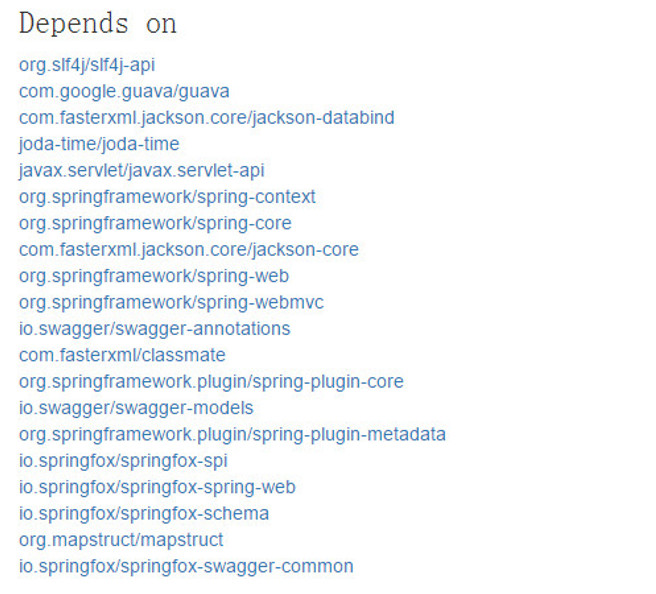 Depends on
org.slf4j/slf4j-api
com.google.guava/guava
com.fasterxml.jackson.core/jackson-databind
joda-time/joda-time
javax.servlet/javax.servlet-api
org.springframework/spring-context
org.springframework/spring-core
com.fasterxml.jackson.core/jackson-core
org.springframework/spring-web
org.springframework/spring-webmvc
io.swagger/swagger-annotations
com.fasterxml/classmate
org.springframework.plugin/spring-plugin-core
io.swagger/swagger-models
org.springframework.plugin/spring-plugin-metadata
io.springfox/springfox-spi
io.springfox/springfox-spring-web
io.springfox/springfox-schema
org.mapstruct/mapstruct
io.springfox/springfox-swagger-common